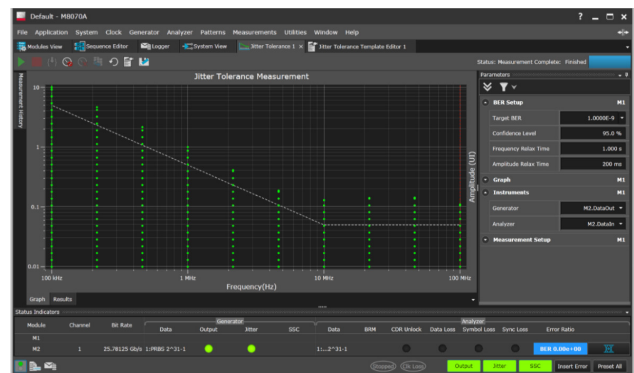 Default - M8070A
File Application System Clock Generator Analyzer Patterns Measurements Utilities Window Help
Modules View Sequence Editor Logger System View Jitter Tolerance 1 Jitter Tolerance Template Editor 1
Status: Measurement Complete: Finished
Measurement History
Jitter Tolerance Measurement
10
1
0.1
0.01
100 kHz 1 MHz 10 MHz 100 MHz
Frequency(Hz)
Amplitude (UI)
Graph Results
Parameters
BER Setup M1
Target BER 1.0000E-9
Confidence Level 95.0 %
Frequency Relax Time 1.000 s
Amplitude Relax Time 200 ms
Graph M1
Instruments M1
Generator M2.DataOut
Analyzer M2.DataIn
Measurement Setup M1
Status Indicators
Generator Analyzer
Module Channel Bit Rate Data Output Jitter SSC Data BRM CDR Unlock Data Loss Symbol Loss Sync Loss Error Ratio
M1
M2 1 25.78125 Gb/s 1:PRBS 2^31-1 1:...2^31-1 BER 0.00e+00
Output Jitter SSC Insert Error Preset All